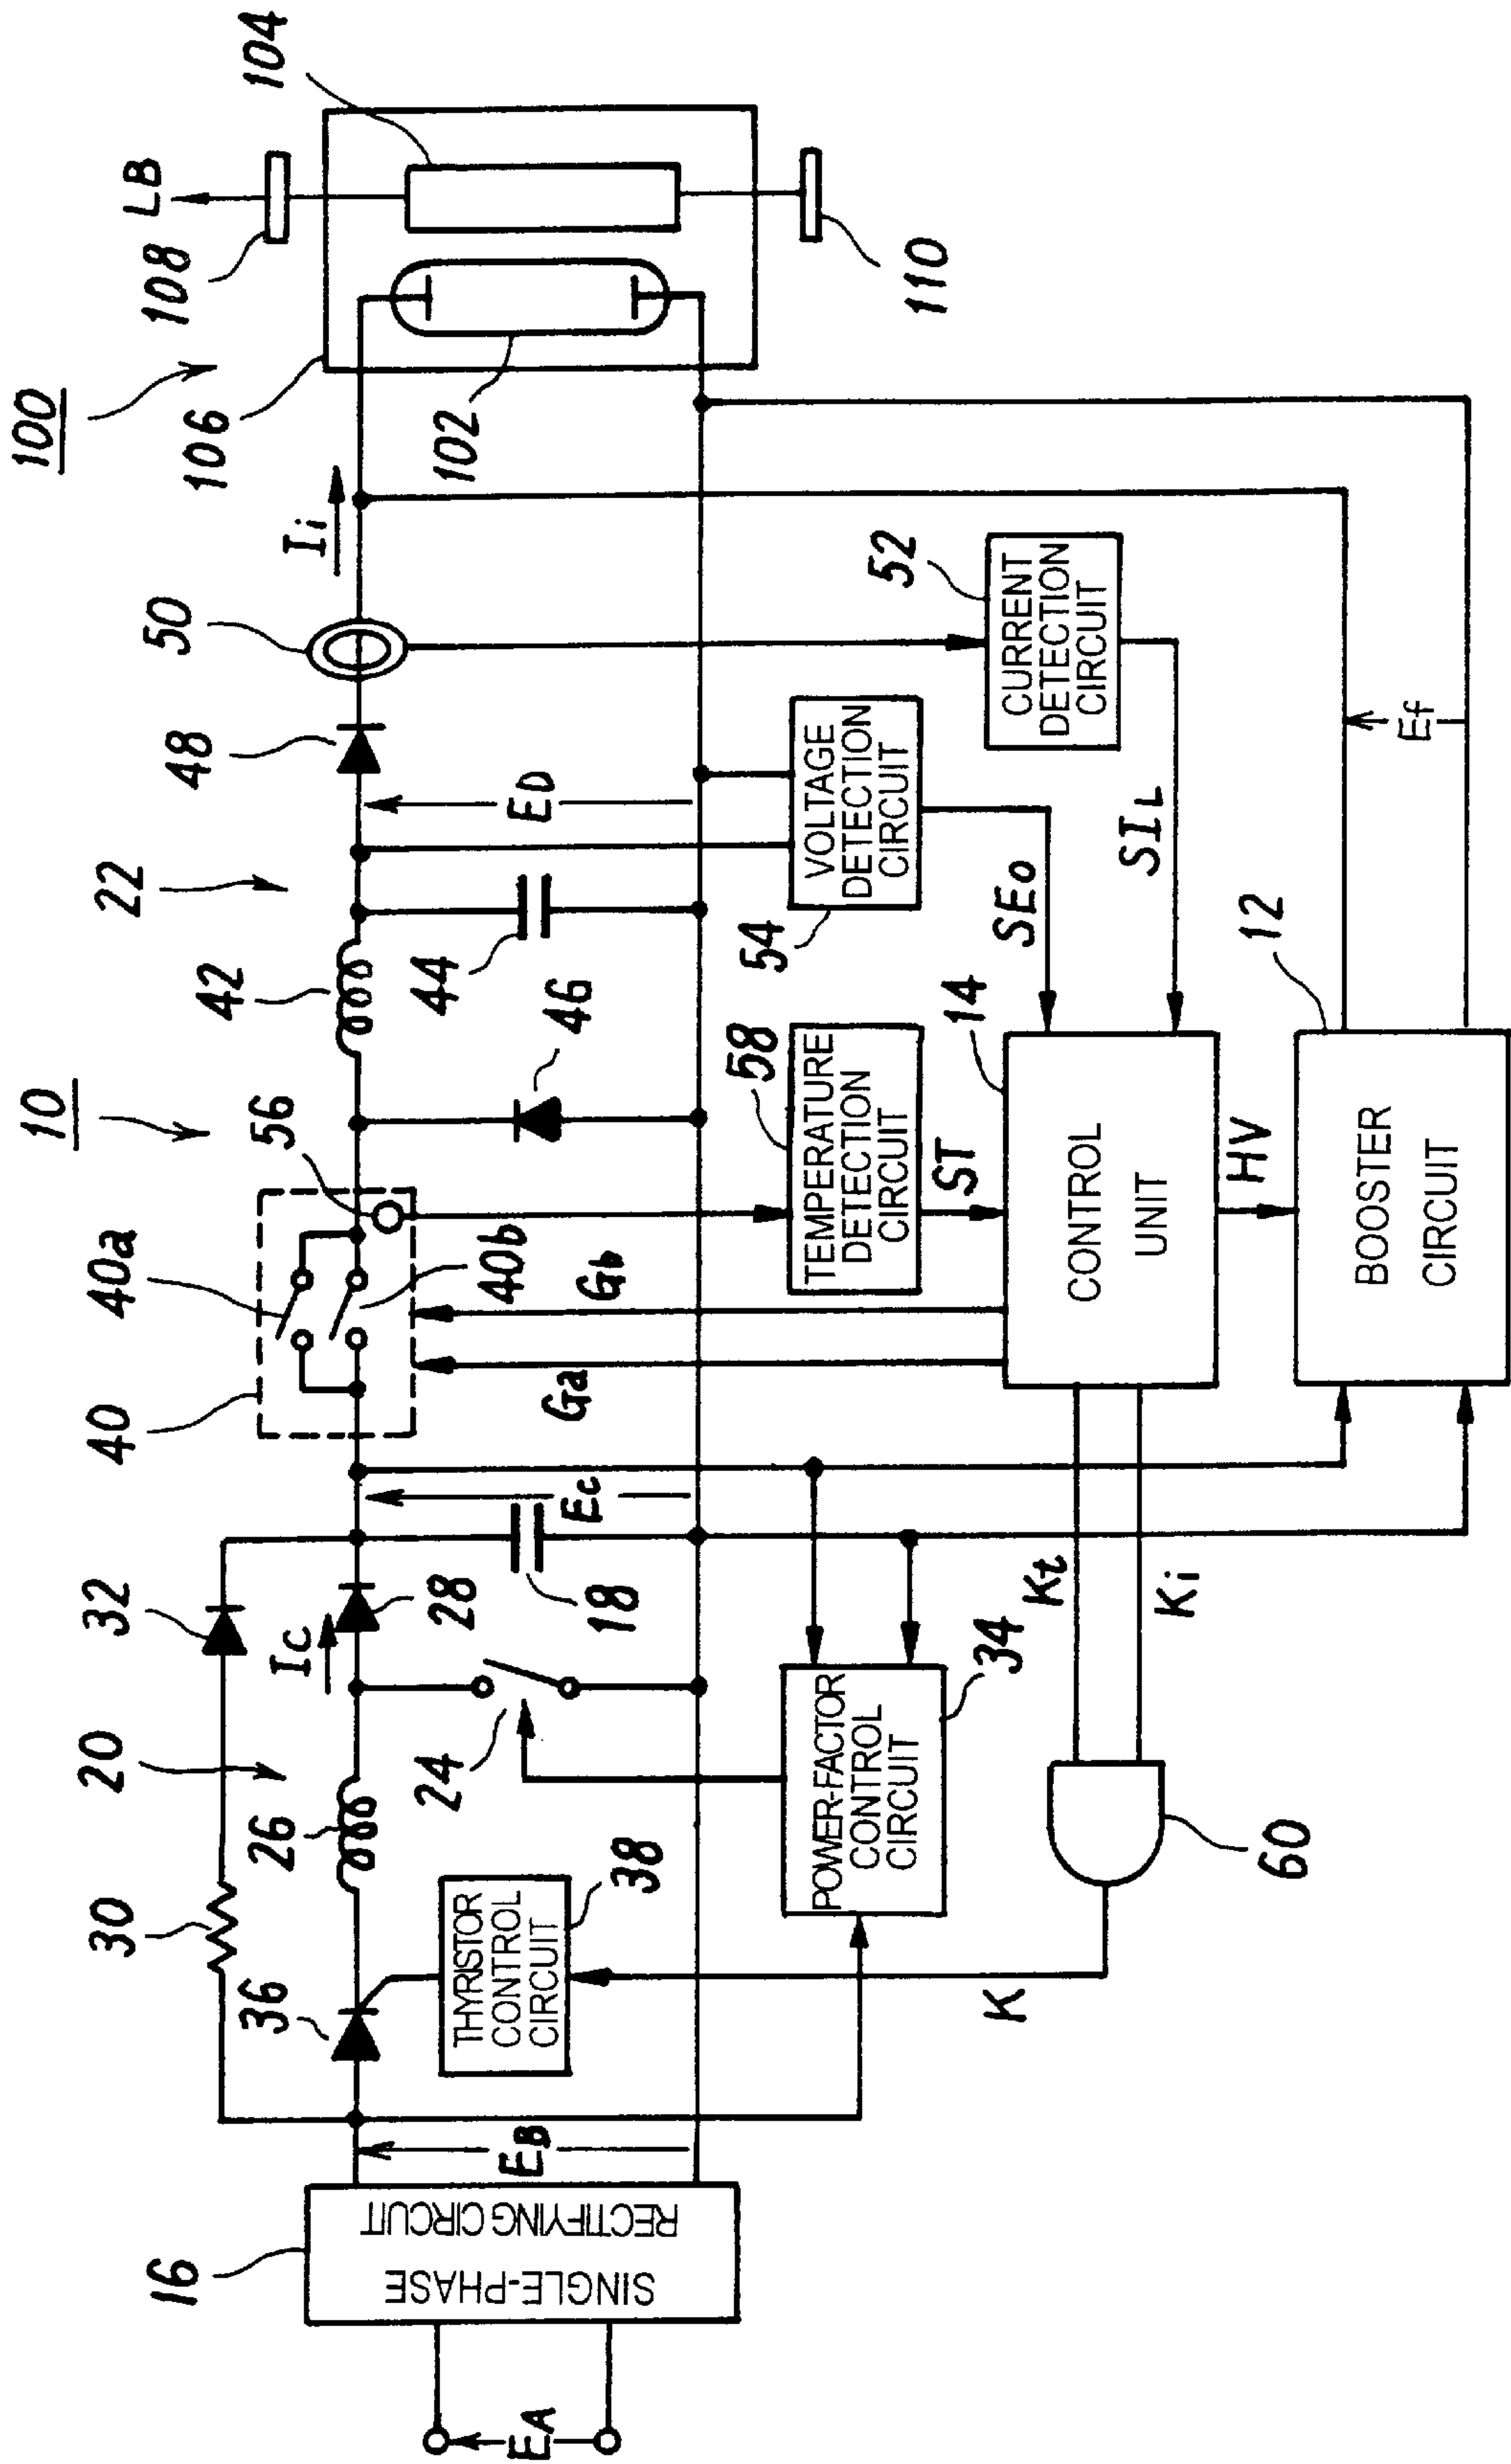 100
10
LB
104
108
106
102
110
Ii
50
48
22
42
44
46
ED
56
40a
40b
40
Ga
Gb
32
Ic
28
20
26
24
18
Ec
30
36
EB
16
SINGLE-PHASE
RECTIFYING CIRCUIT
EA
THYRISTOR
CONTROL
CIRCUIT
38
POWER-FACTOR
CONTROL
CIRCUIT
34
TEMPERATURE
DETECTION
CIRCUIT
58
VOLTAGE
DETECTION
CIRCUIT
54
CURRENT
DETECTION
CIRCUIT
52
ST
SEo
SIL
14
CONTROL
UNIT
Kt
Ki
K
60
HV
12
BOOSTER
CIRCUIT
Ef